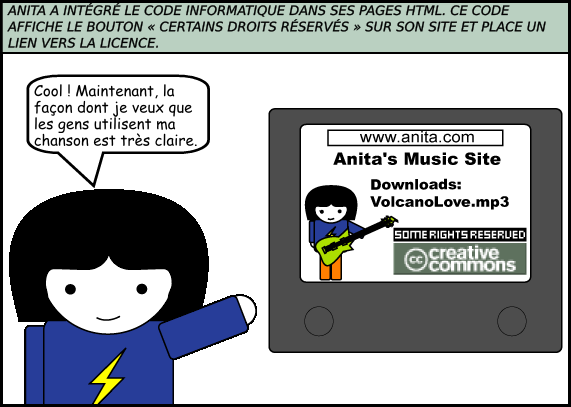 ANITA A INTÉGRÉ LE CODE INFORMATIQUE DANS SES PAGES HTML. CE CODE
AFFICHE LE BOUTON « CERTAINS DROITS RÉSERVÉS » SUR SON SITE ET PLACE UN
LIEN VERS LA LICENCE.
Cool ! Maintenant, la
façon dont je veux que
les gens utilisent ma
chanson est très claire.
www.anita.com
Anita's Music Site
Downloads:
VolcanoLove.mp3
SOME RIGHTS RESERVED
cc creative
commons